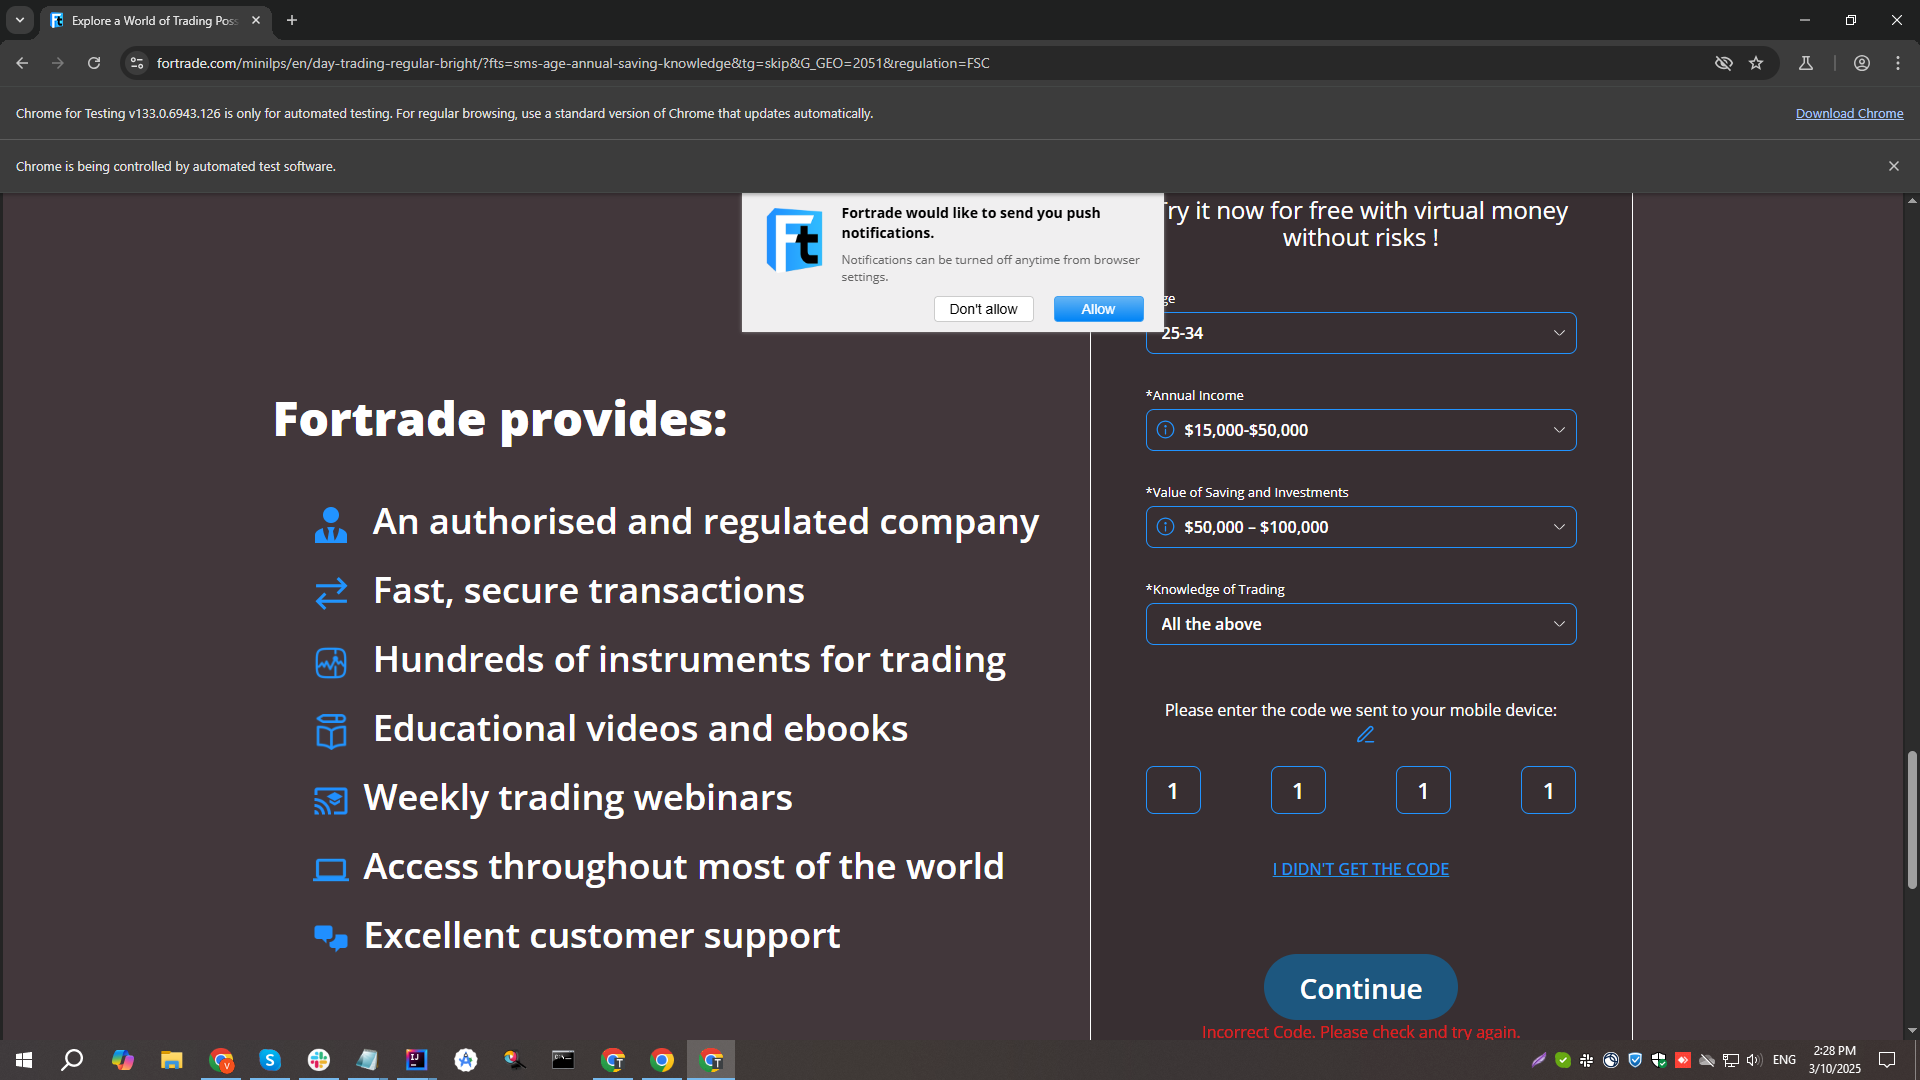 Explore a World of Trading Pos
fortrade.com/minilps/en/day-trading-regular-bright/?fts=sms-age-annual-saving-knowledge&tg=skip&G_GEO=2051&regulation=FSC
Chrome for Testing v133.0.6943.126 is only for automated testing. For regular browsing, use a standard version of Chrome that updates automatically.
Download Chrome
Chrome is being controlled by automated test software.
Ft
Fortrade would like to send you push
notifications.
Notifications can be turned off anytime from browser
settings.
Don't allow
Allow
Try it now for free with virtual money
without risks !
ge
25-34
*Annual Income
$15,000-$50,000
*Value of Saving and Investments
$50,000 – $100,000
*Knowledge of Trading
All the above
Please enter the code we sent to your mobile device:
1 1 1 1
I DIDN'T GET THE CODE
Continue
Incorrect Code. Please check and try again.
Fortrade provides:
An authorised and regulated company
Fast, secure transactions
Hundreds of instruments for trading
Educational videos and ebooks
Weekly trading webinars
Access throughout most of the world
Excellent customer support
ENG
2:28 PM
3/10/2025